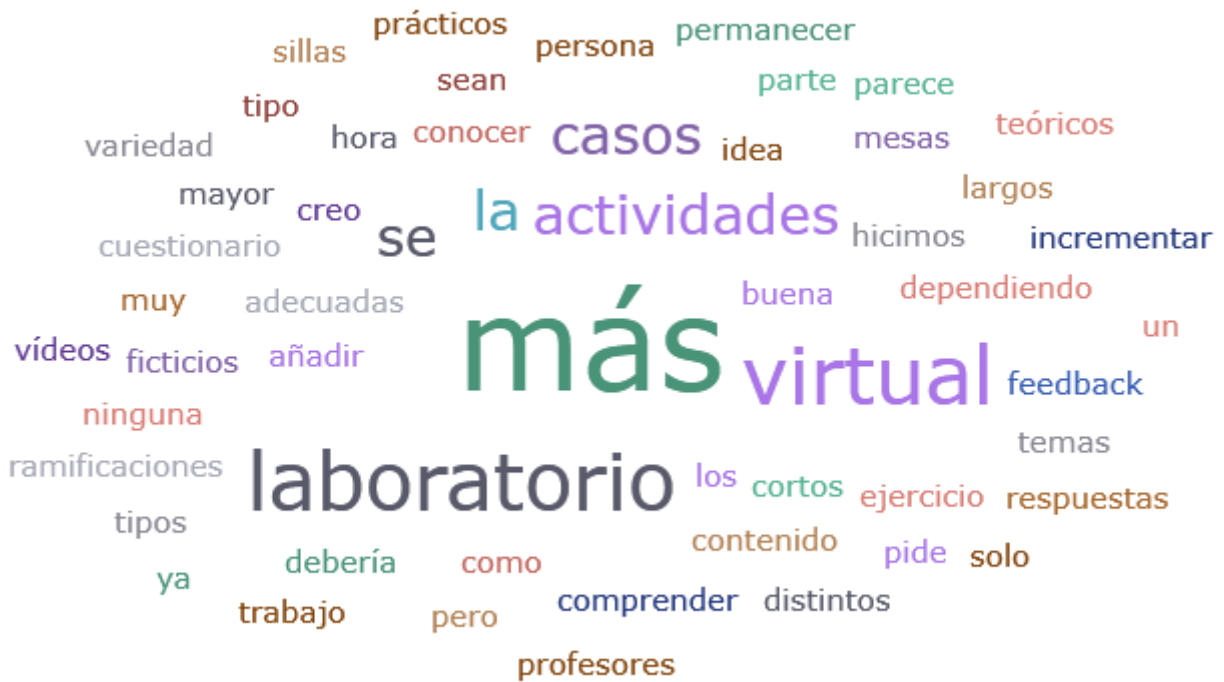 prácticos
persona
permanecer
sillas
sean
parte
parece
tipo
hora
conocer
casos
idea
mesas
teóricos
variedad
mayor
creo
la
actividades
largos
cuestionario
se
hicimos
incrementar
muy
adecuadas
buena
dependiendo
más
un
vídeos
ficticios
añadir
virtual
feedback
ninguna
temas
ramificaciones
laboratorio
los
cortos
ejercicio
respuestas
tipos
contenido
pide
solo
debería
como
ya
trabajo
pero
comprender
distintos
profesores